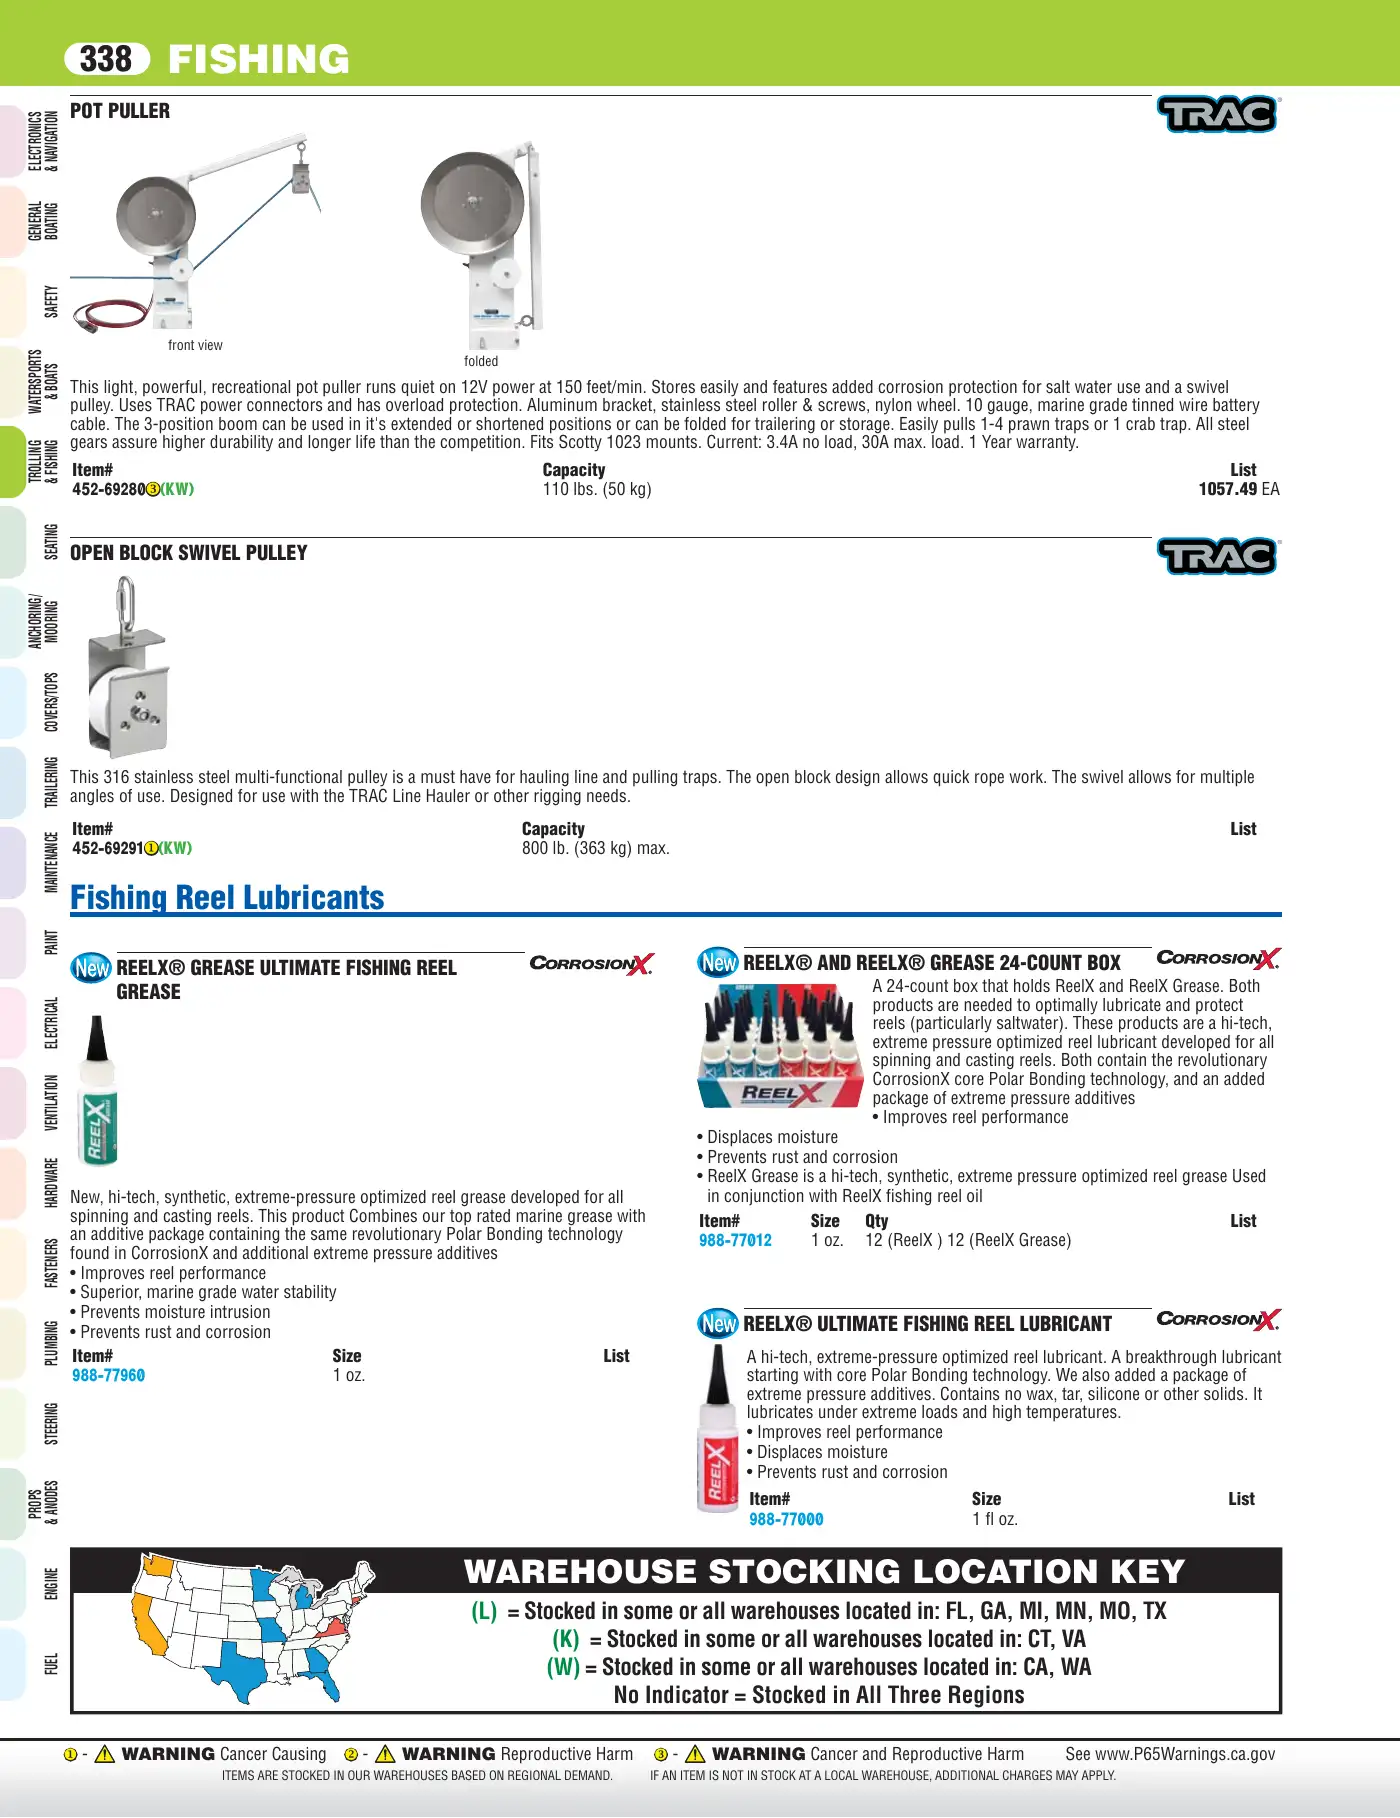 338 FISHING
ELECTRONICS
& NAVIGATION
GENERAL
BOATING
SAFETY
WATERSPORTS
& BOATS
TROLLING
& FISHING
SEATING
ANCHORING/
MOORING
COVERS/TOPS
TRAILERING
MAINTENANCE
PAINT
ELECTRICAL
VENTILATION
HARDWARE
FASTENERS
PLUMBING
STEERING
PROPS
& ANODES
ENGINE
FUEL
POT PULLER
TRAC®
front view
folded
This light, powerful, recreational pot puller runs quiet on 12V power at 150 feet/min. Stores easily and features added corrosion protection for salt water use and a swivel
pulley. Uses TRAC power connectors and has overload protection. Aluminum bracket, stainless steel roller & screws, nylon wheel. 10 gauge, marine grade tinned wire battery
cable. The 3-position boom can be used in it's extended or shortened positions or can be folded for trailering or storage. Easily pulls 1-4 prawn traps or 1 crab trap. All steel
gears assure higher durability and longer life than the competition. Fits Scotty 1023 mounts. Current: 3.4A no load, 30A max. load. 1 Year warranty.
Item# Capacity List
452-69280 3 (KW) 110 lbs. (50 kg) 1057.49 EA
OPEN BLOCK SWIVEL PULLEY
TRAC®
This 316 stainless steel multi-functional pulley is a must have for hauling line and pulling traps. The open block design allows quick rope work. The swivel allows for multiple
angles of use. Designed for use with the TRAC Line Hauler or other rigging needs.
Item# Capacity List
452-69291 1 (KW) 800 lb. (363 kg) max.
Fishing Reel Lubricants
New REELX® GREASE ULTIMATE FISHING REEL
GREASE
CORROSIONX®
REELX
New, hi-tech, synthetic, extreme-pressure optimized reel grease developed for all
spinning and casting reels. This product Combines our top rated marine grease with
an additive package containing the same revolutionary Polar Bonding technology
found in CorrosionX and additional extreme pressure additives
• Improves reel performance
• Superior, marine grade water stability
• Prevents moisture intrusion
• Prevents rust and corrosion
Item# Size List
988-77960 1 oz.
New REELX® AND REELX® GREASE 24-COUNT BOX
CORROSIONX®
REELX
A 24-count box that holds ReelX and ReelX Grease. Both
products are needed to optimally lubricate and protect
reels (particularly saltwater). These products are a hi-tech,
extreme pressure optimized reel lubricant developed for all
spinning and casting reels. Both contain the revolutionary
CorrosionX core Polar Bonding technology, and an added
package of extreme pressure additives
• Improves reel performance
• Displaces moisture
• Prevents rust and corrosion
• ReelX Grease is a hi-tech, synthetic, extreme pressure optimized reel grease Used
in conjunction with ReelX fishing reel oil
Item# Size Qty List
988-77012 1 oz. 12 (ReelX ) 12 (ReelX Grease)
New REELX® ULTIMATE FISHING REEL LUBRICANT
CORROSIONX®
REELX
A hi-tech, extreme-pressure optimized reel lubricant. A breakthrough lubricant
starting with core Polar Bonding technology. We also added a package of
extreme pressure additives. Contains no wax, tar, silicone or other solids. It
lubricates under extreme loads and high temperatures.
• Improves reel performance
• Displaces moisture
• Prevents rust and corrosion
Item# Size List
988-77000 1 fl oz.
WAREHOUSE STOCKING LOCATION KEY
(L) = Stocked in some or all warehouses located in: FL, GA, MI, MN, MO, TX
(K) = Stocked in some or all warehouses located in: CT, VA
(W) = Stocked in some or all warehouses located in: CA, WA
No Indicator = Stocked in All Three Regions
1 - WARNING Cancer Causing 2 - WARNING Reproductive Harm 3 - WARNING Cancer and Reproductive Harm See www.P65Warnings.ca.gov
ITEMS ARE STOCKED IN OUR WAREHOUSES BASED ON REGIONAL DEMAND. IF AN ITEM IS NOT IN STOCK AT A LOCAL WAREHOUSE, ADDITIONAL CHARGES MAY APPLY.